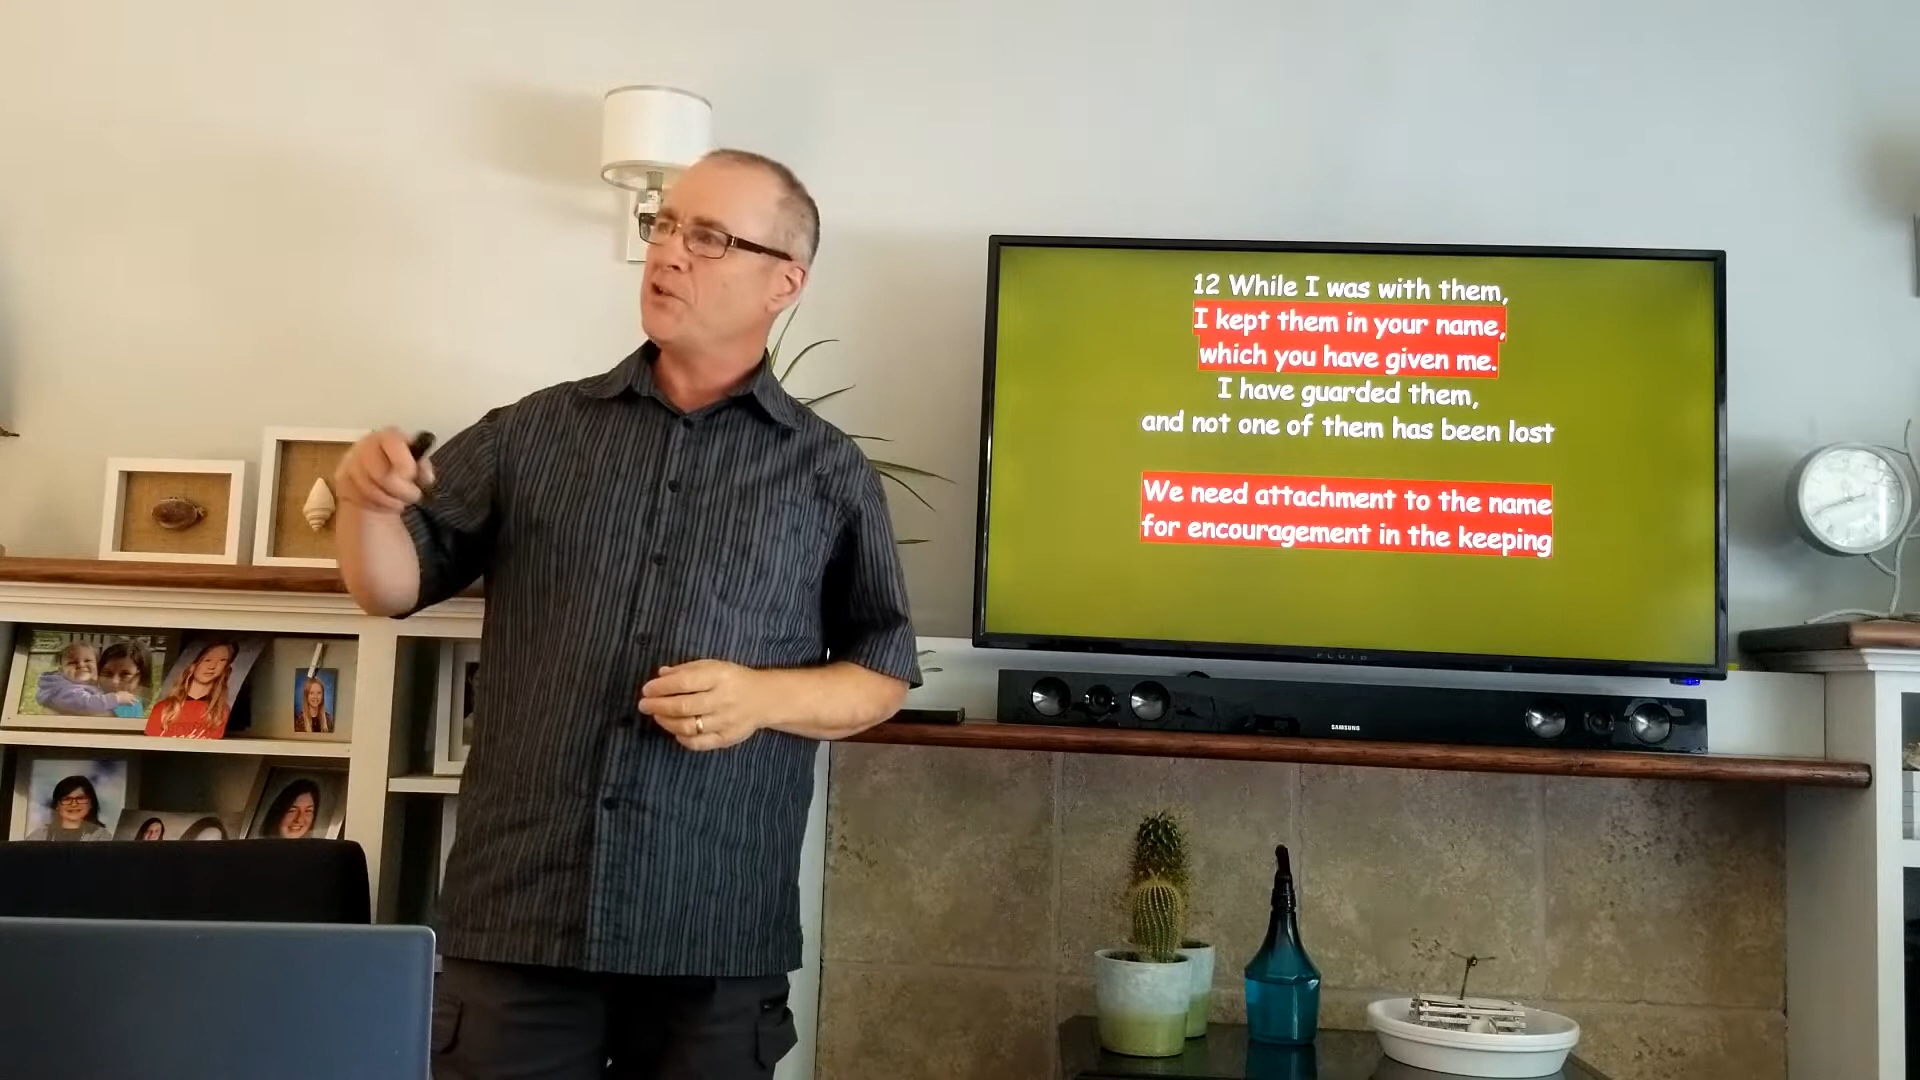 12 While I was with them,
I kept them in your name,
which you have given me.
I have guarded them,
and not one of them has been lost
We need attachment to the name
for encouragement in the keeping
FLUID
SAMSUNG